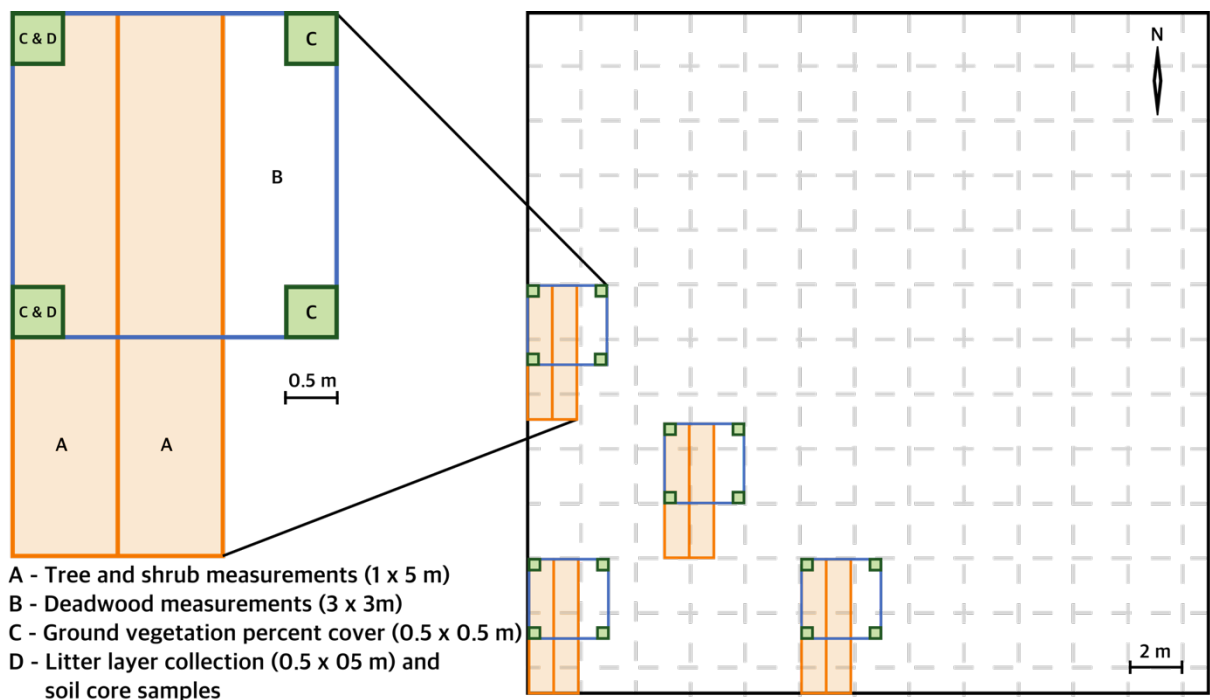 C & D
C
N
B
C & D
C
0.5 m
A
A
A - Tree and shrub measurements (1 x 5 m)
B - Deadwood measurements (3 x 3m)
C - Ground vegetation percent cover (0.5 x 0.5 m)
D - Litter layer collection (0.5 x 05 m) and
soil core samples
2 m